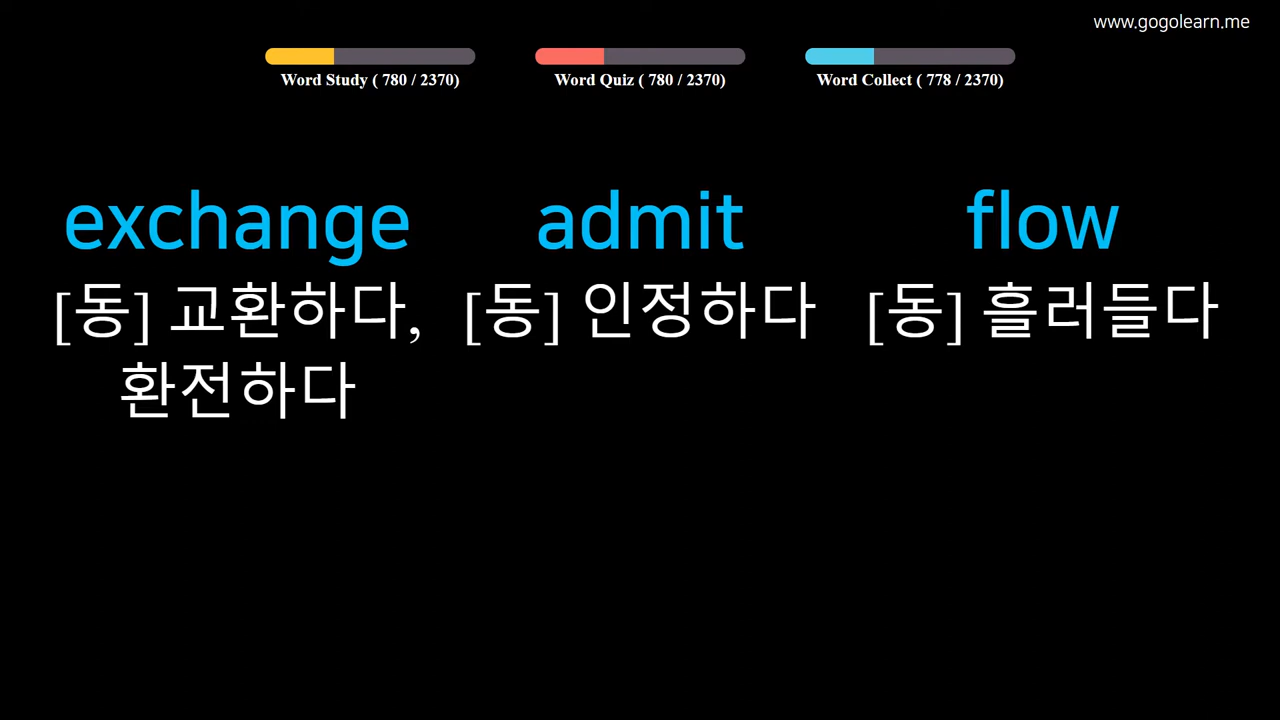 www.gogolearn.me
Word Study ( 780 / 2370)
Word Quiz ( 780 / 2370)
Word Collect ( 778 / 2370)
exchange
[동] 교환하다,
환전하다
admit
[동] 인정하다
flow
[동] 흘러들다